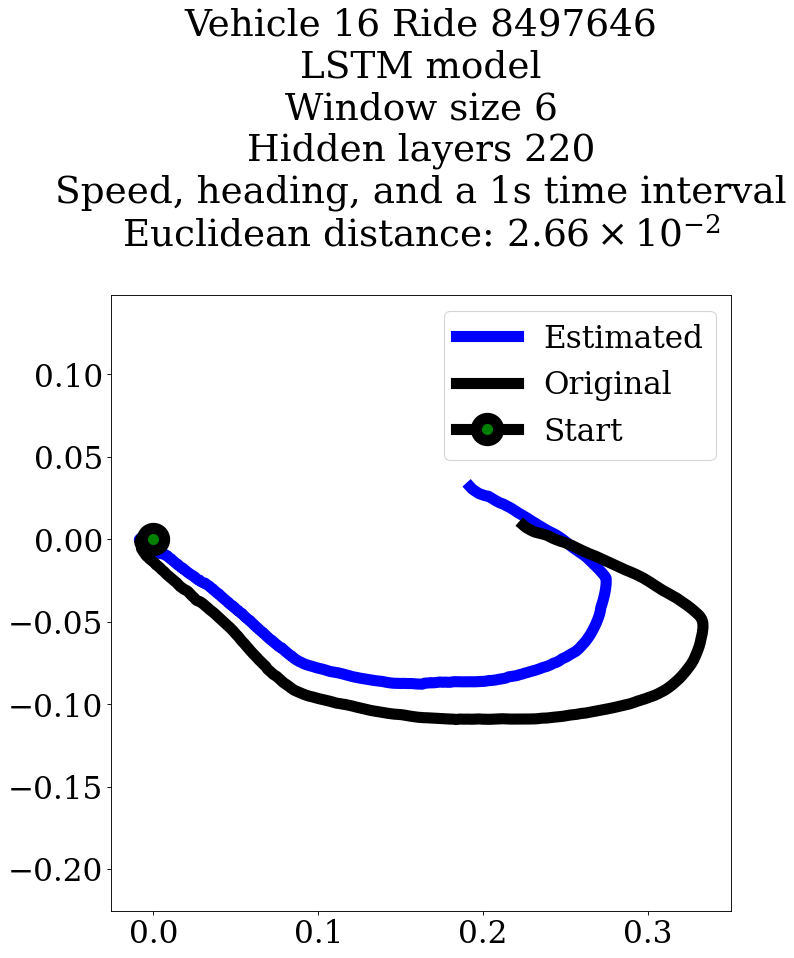 Vehicle 16 Ride 8497646
LSTM model
Window size 6
Hidden layers 220
Speed, heading, and a 1s time interval
Euclidean distance: 2.66 × 10⁻²
Estimated
Original
Start
0.10
0.05
0.00
−0.05
−0.10
−0.15
−0.20
0.0 0.1 0.2 0.3